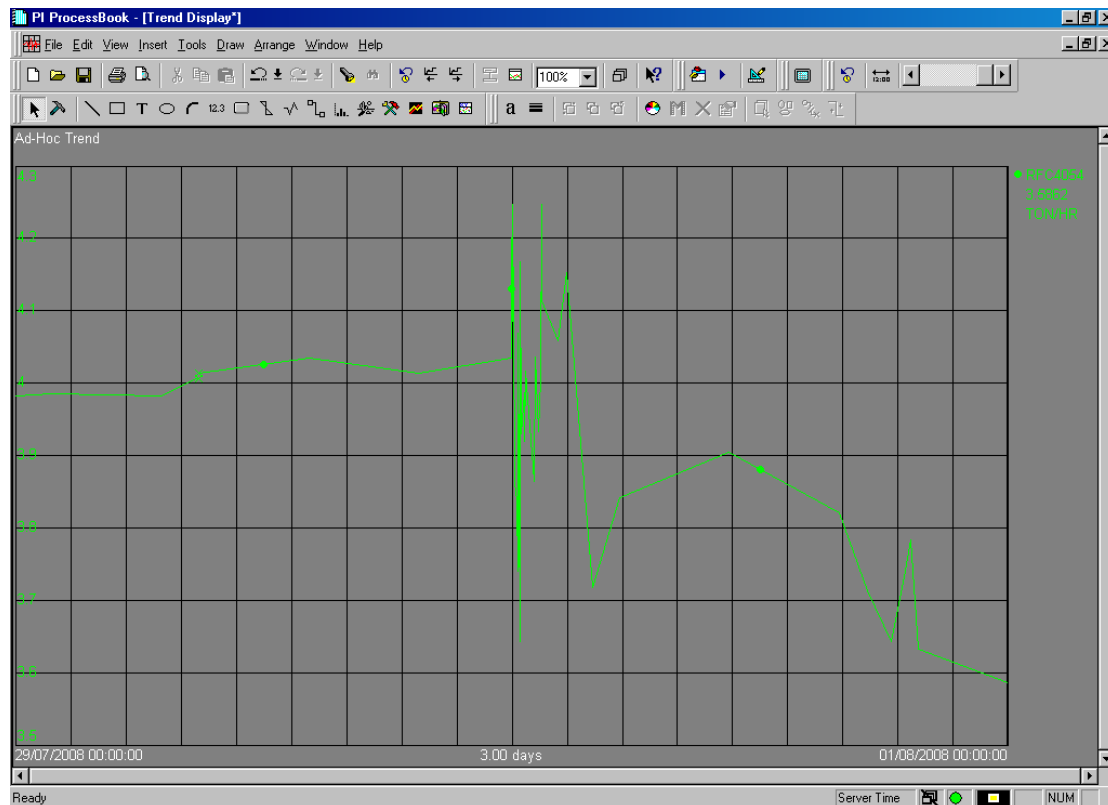 PI ProcessBook - [Trend Display*]
File Edit View Insert Tools Draw Arrange Window Help
100%
T 12.3 a M
Ad-Hoc Trend
4.3
RFC4054
3.5862
TON/HR
4.2
4.1
4
3.9
3.8
3.7
3.6
3.5
29/07/2008 00:00:00 3.00 days 01/08/2008 00:00:00
Ready Server Time NUM